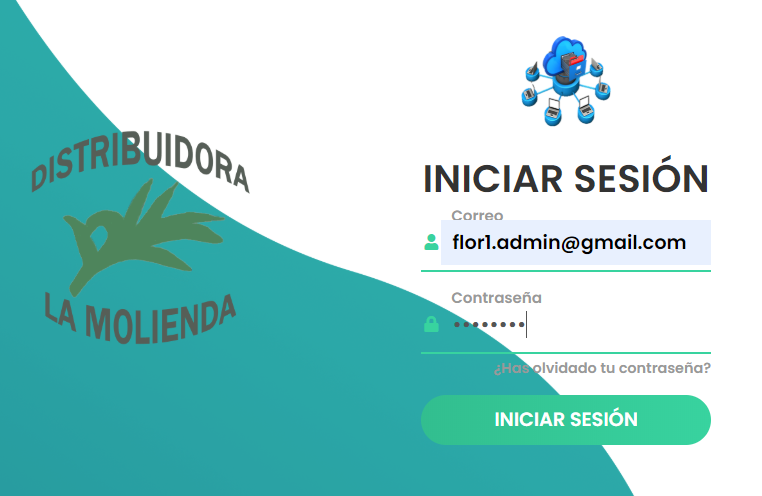 DISTRIBUIDORA
LA MOLIENDA
INICIAR SESIÓN
Correo
flor1.admin@gmail.com
Contraseña
••••••••
¿Has olvidado tu contraseña?
INICIAR SESIÓN